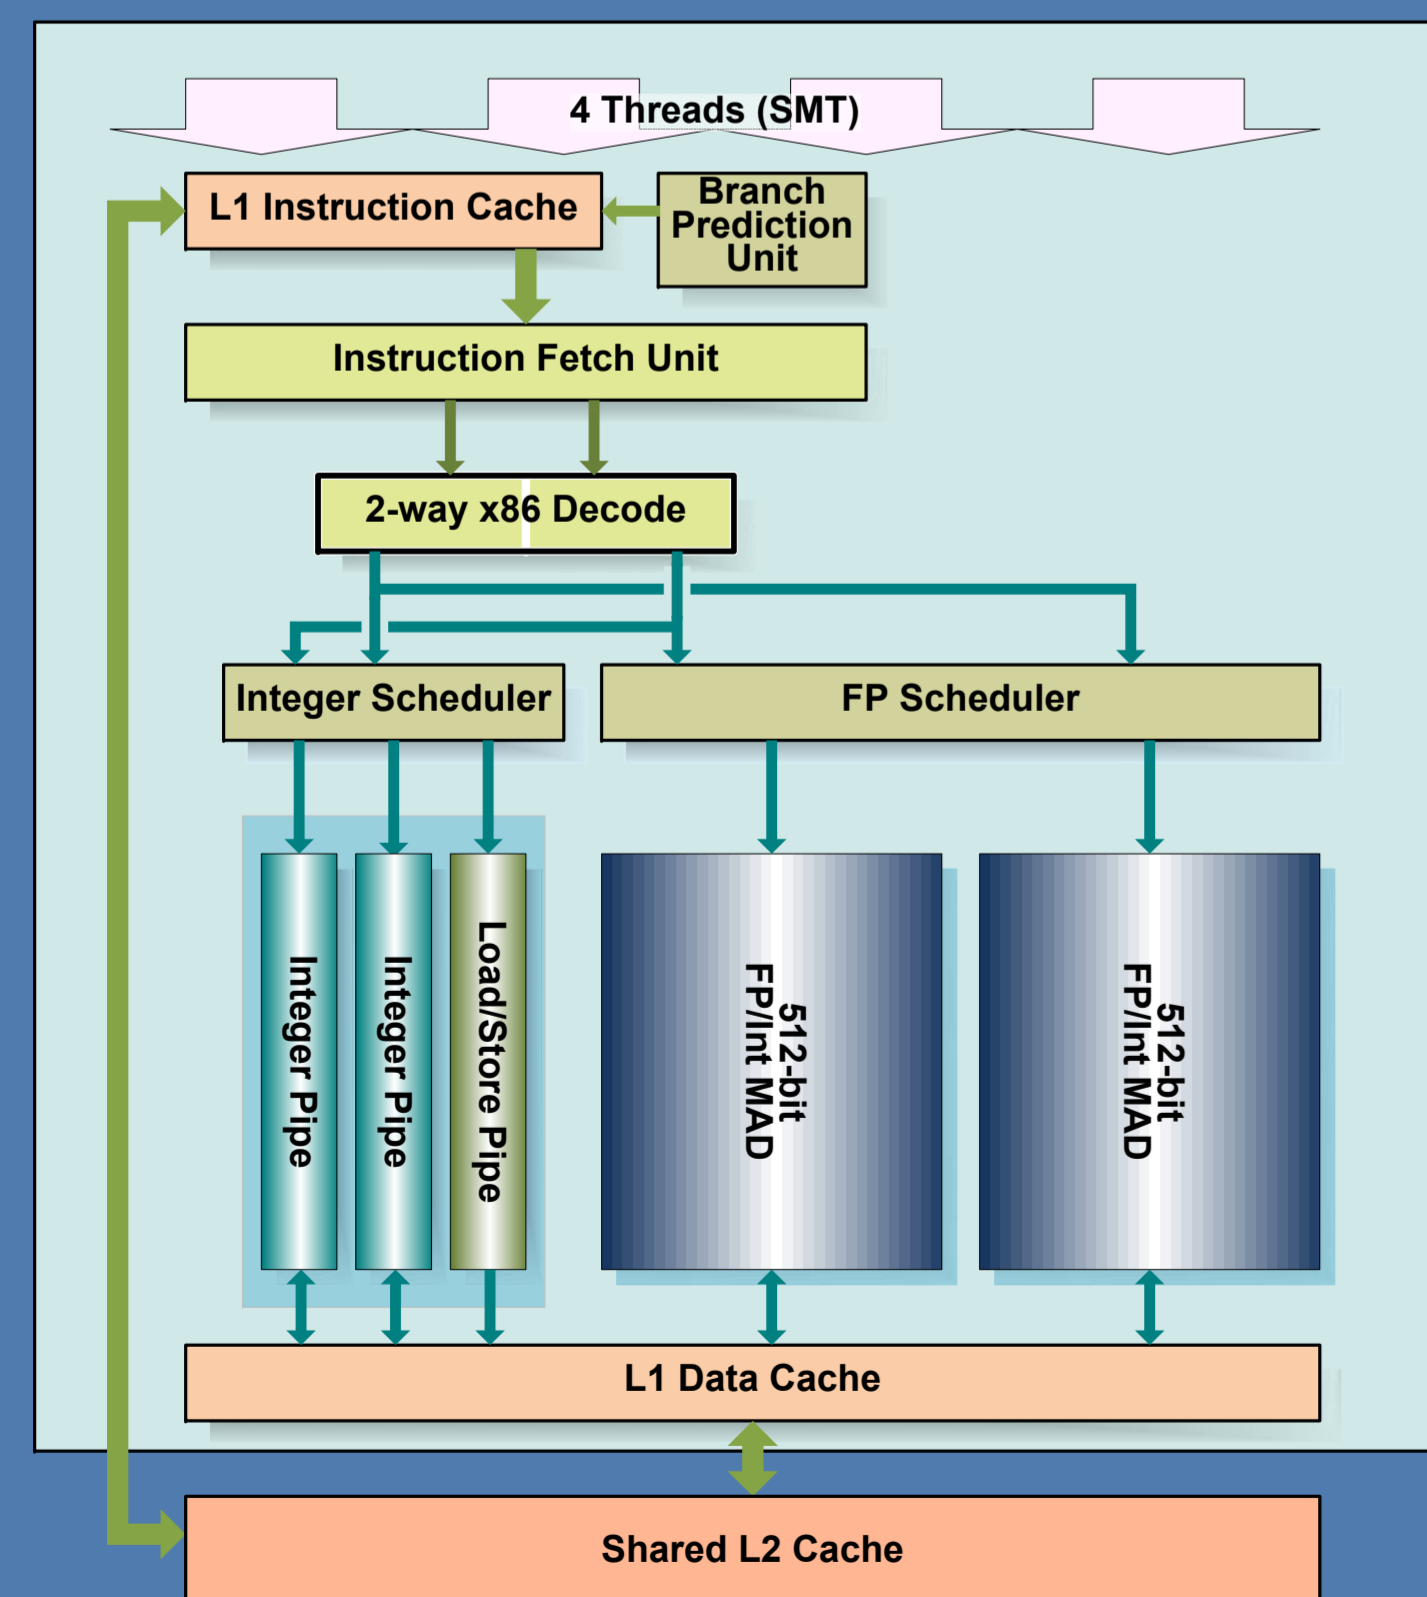 4 Threads (SMT)
L1 Instruction Cache
Branch
Prediction
Unit
Instruction Fetch Unit
2-way x86 Decode
Integer Scheduler
FP Scheduler
Integer Pipe
Integer Pipe
Load/Store Pipe
512-bit
FP/Int MAD
512-bit
FP/Int MAD
L1 Data Cache
Shared L2 Cache